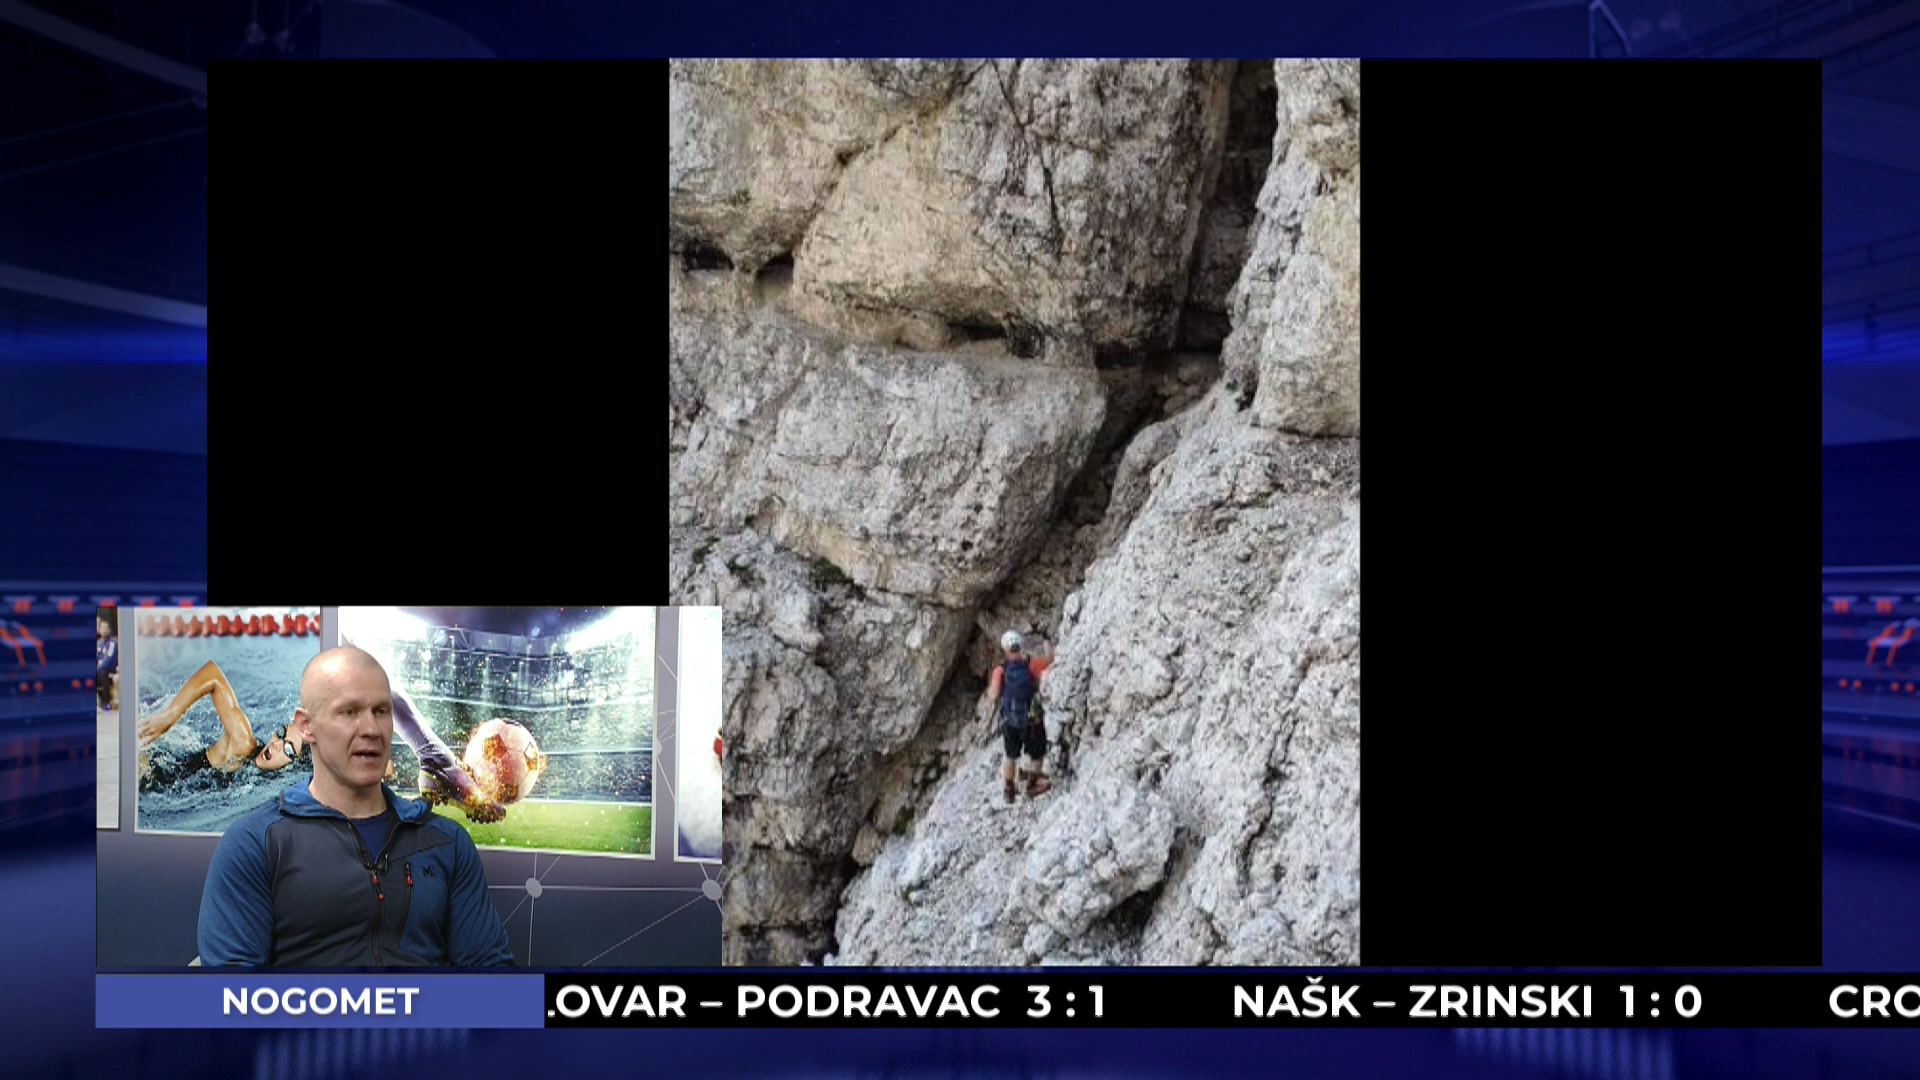 NOGOMET
.OVAR – PODRAVAC 3 : 1 NAŠK – ZRINSKI 1 : 0 CRO